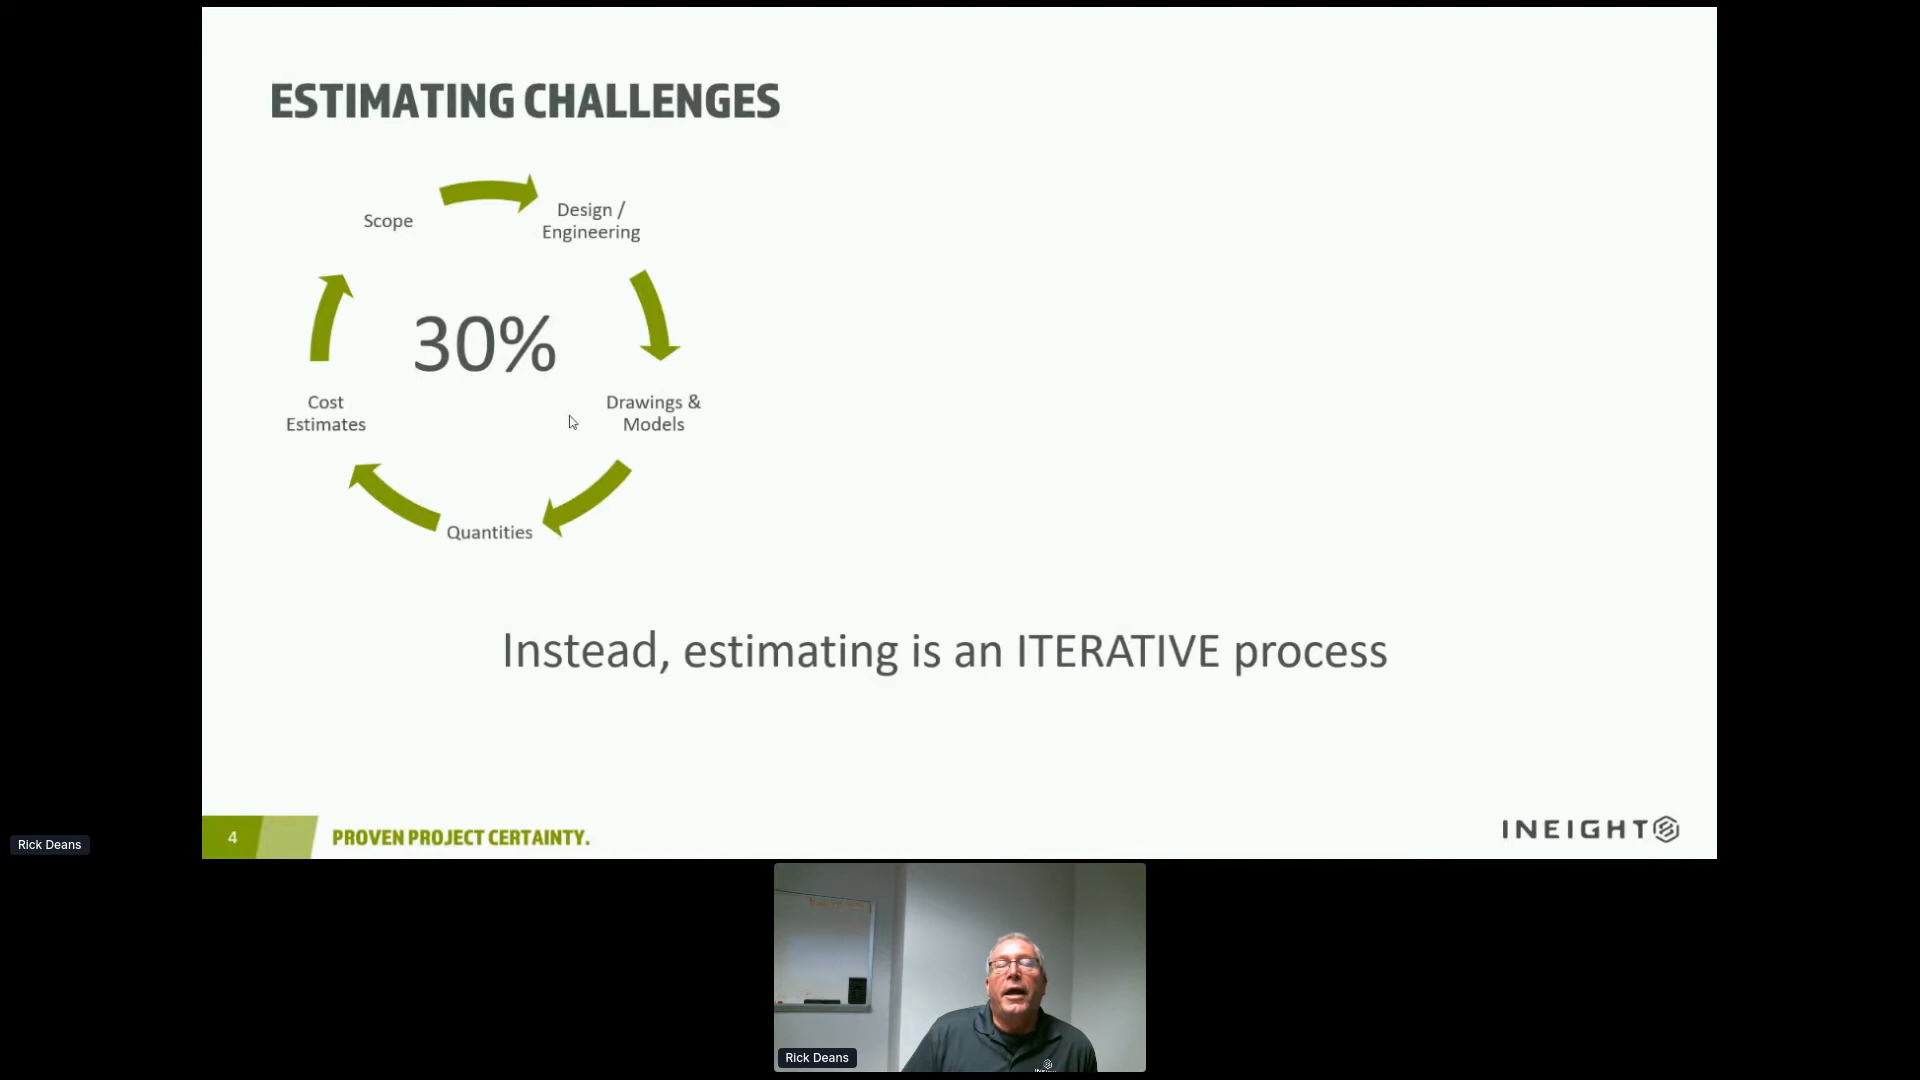 ESTIMATING CHALLENGES
Scope
Design /
Engineering
30%
Cost
Estimates
Drawings &
Models
Quantities
Instead, estimating is an ITERATIVE process
4
PROVEN PROJECT CERTAINTY.
INEIGHT
Rick Deans
Rick Deans